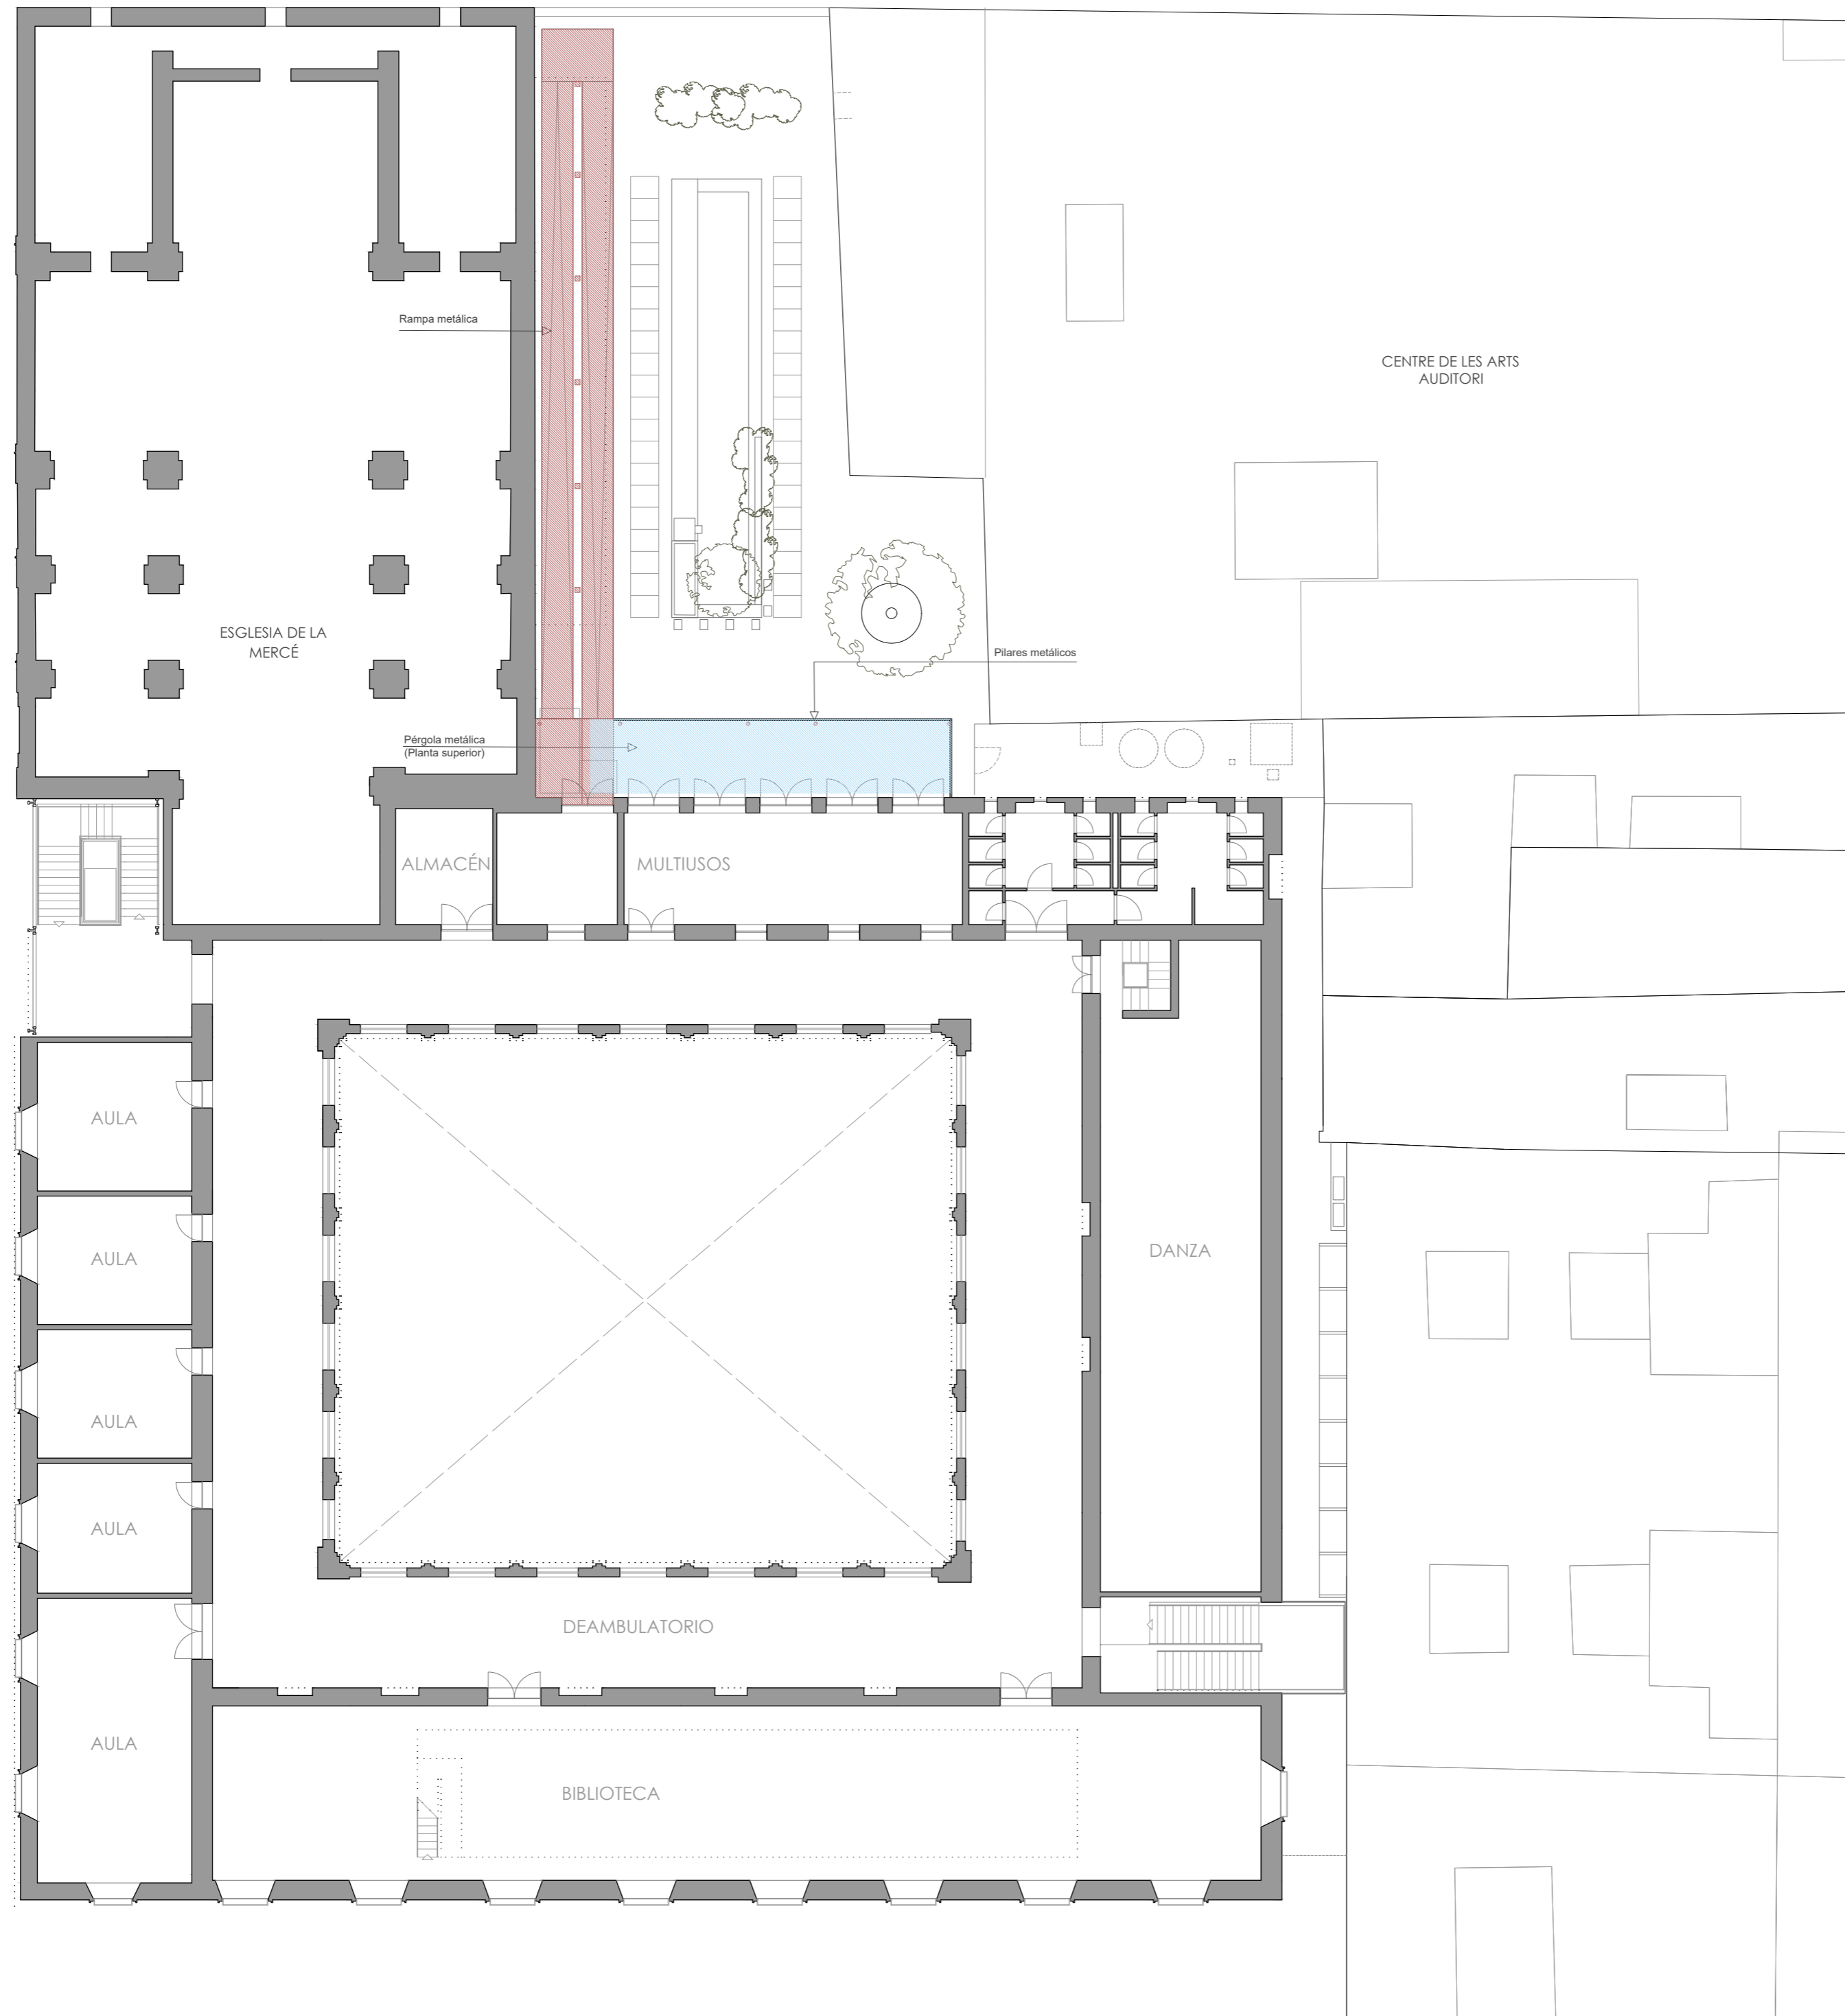 Rampa metálica
CENTRE DE LES ARTS
AUDITORI
ESGLESIA DE LA
MERCÉ
Pilares metálicos
Pérgola metálica
(Planta superior)
ALMACÉN
MULTIUSOS
AULA
AULA
DANZA
AULA
AULA
DEAMBULATORIO
AULA
BIBLIOTECA